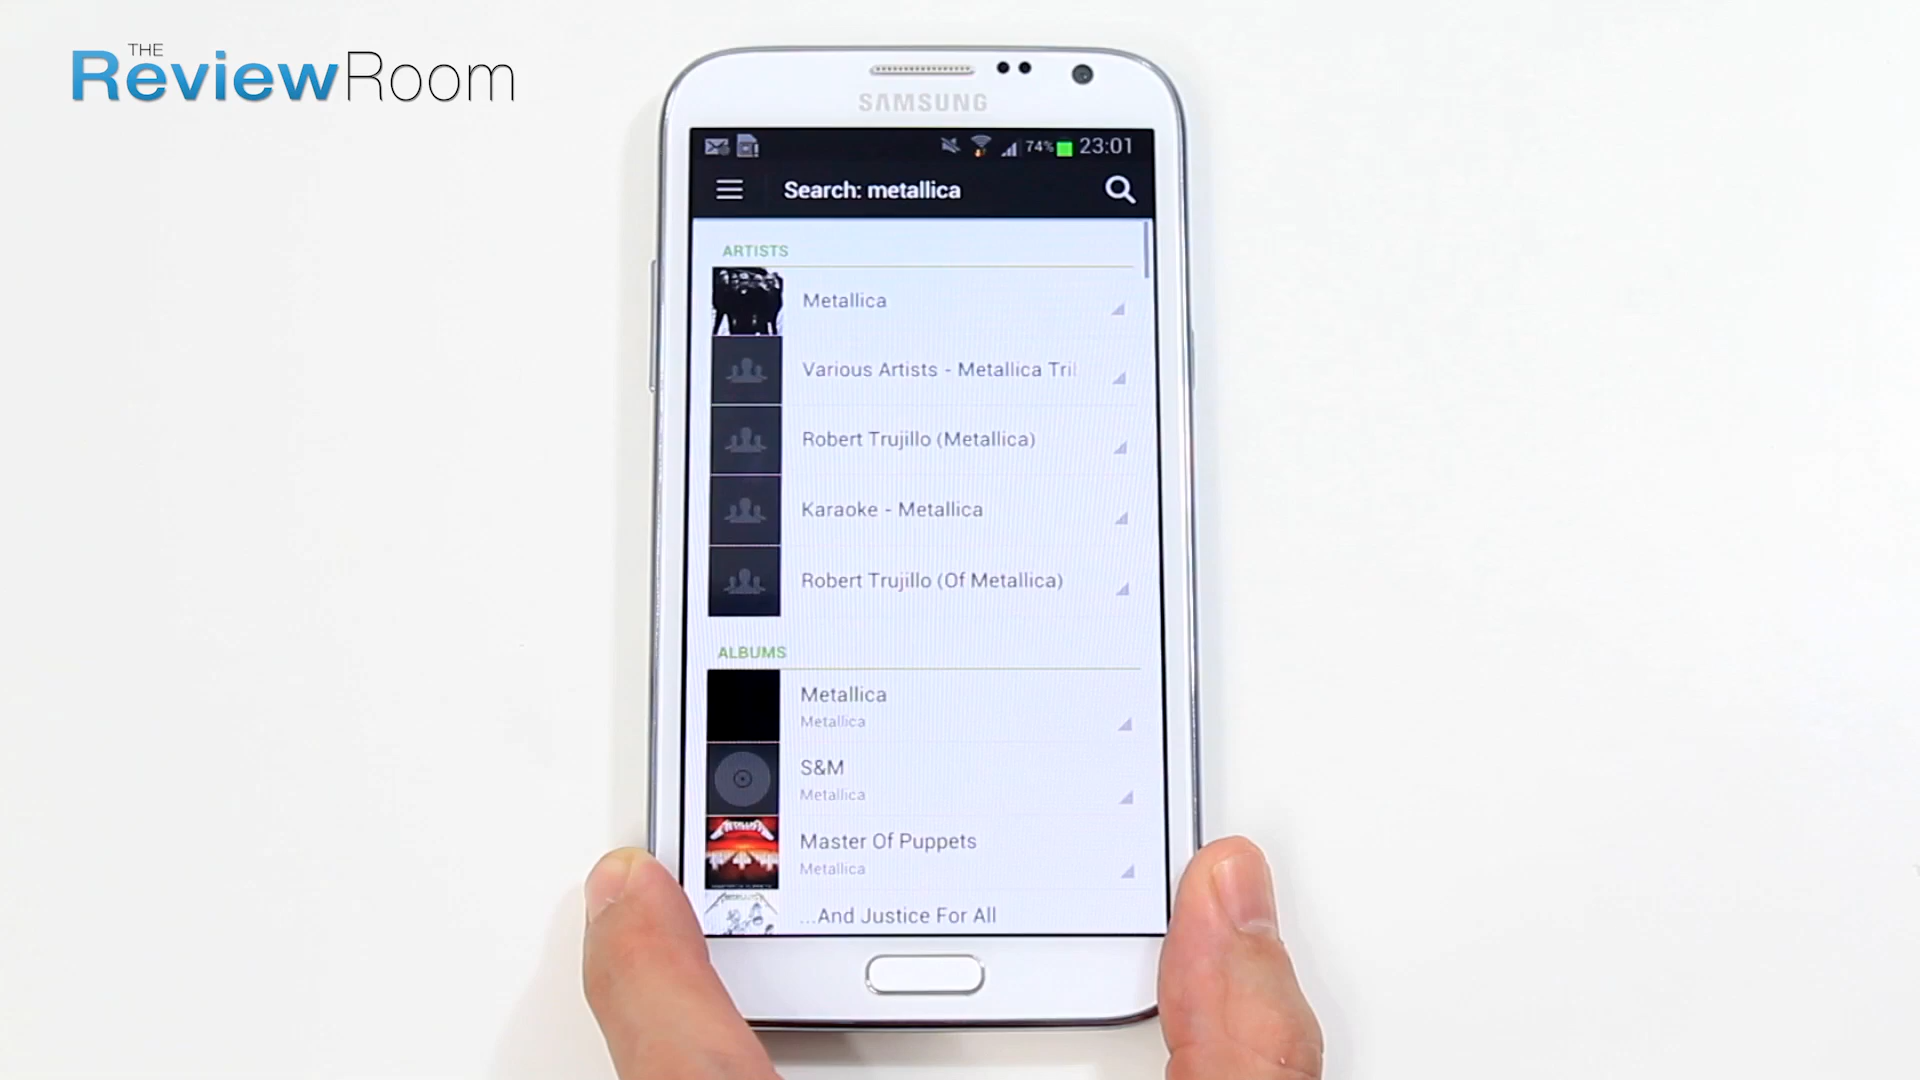 THE
ReviewRoom
SAMSUNG
74% 23:01
Search: metallica
ARTISTS
Metallica
Various Artists - Metallica Tri
Robert Trujillo (Metallica)
Karaoke - Metallica
Robert Trujillo (Of Metallica)
ALBUMS
Metallica
Metallica
S&M
Metallica
Master Of Puppets
Metallica
...And Justice For All